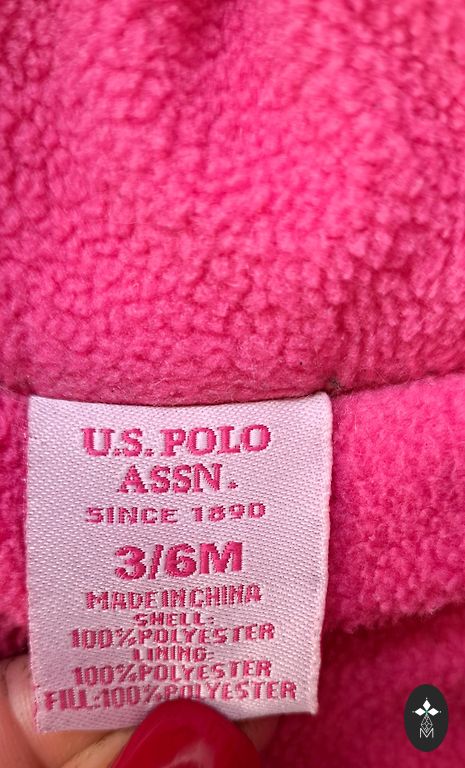 U.S. POLO
ASSN.
SINCE 1890
3/6M
MADE IN CHINA
SHELL:
100%POLYESTER
LINING:
100%POLYESTER
FILL:100%POLYESTER